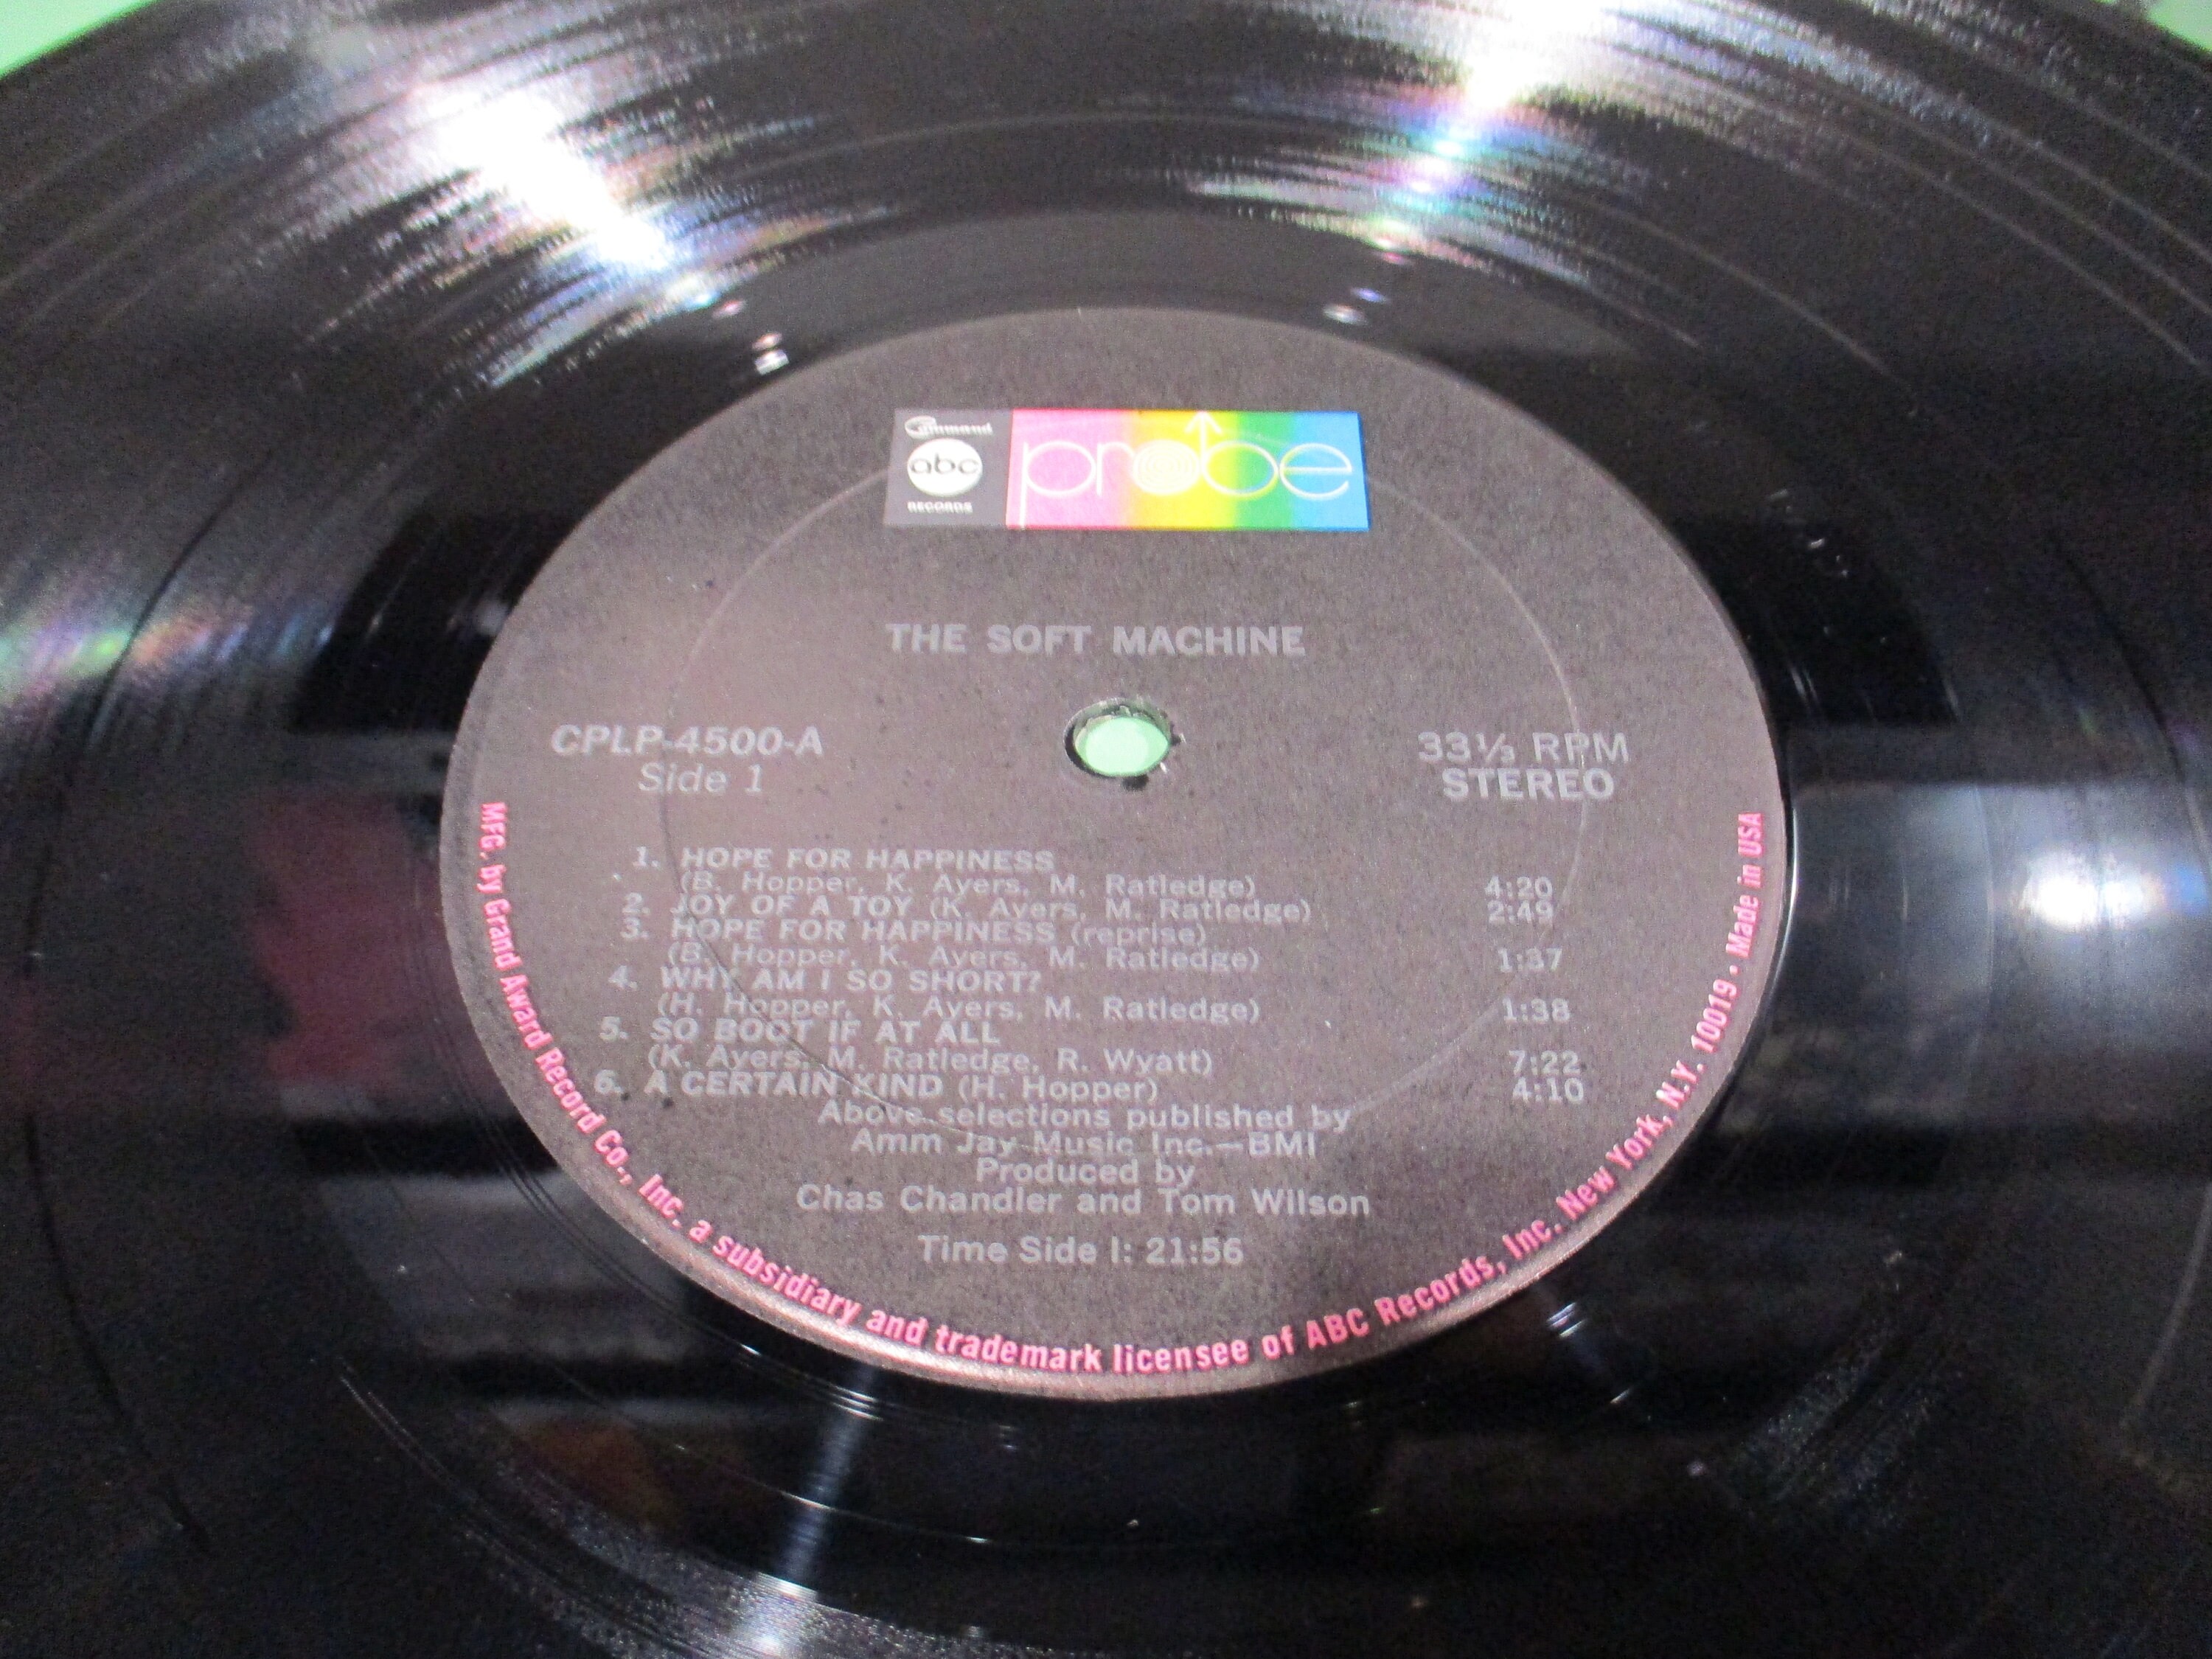 Command
abc
RECORDS
probe
THE SOFT MACHINE
CPLP-4500-A
Side 1
33⅓ RPM
STEREO
1. HOPE FOR HAPPINESS
(B. Hopper, K. Ayers, M. Ratledge) 4:20
2. JOY OF A TOY (K. Ayers, M. Ratledge) 2:49
3. HOPE FOR HAPPINESS (reprise)
(B. Hopper, K. Ayers, M. Ratledge) 1:37
4. WHY AM I SO SHORT?
(H. Hopper, K. Ayers, M. Ratledge) 1:38
5. SO BOOT IF AT ALL
(K. Ayers, M. Ratledge, R. Wyatt) 7:22
6. A CERTAIN KIND (H. Hopper) 4:10
Above selections published by
Amm Jay Music Inc.—BMI
Produced by
Chas Chandler and Tom Wilson
Time Side I: 21:56
MFG. by Grand Award Record Co., Inc. a subsidiary and trademark licensee of ABC Records, Inc. New York, N.Y. 10019 • Made in USA